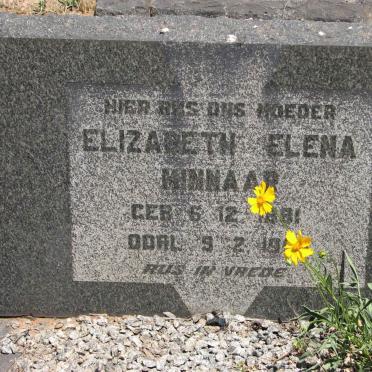 HIER RUS ONS MOEDER
ELIZABETH ELENA
MINNAAR
GEB. 6. 12.
OORL. 9. 2.
RUS IN VREDE